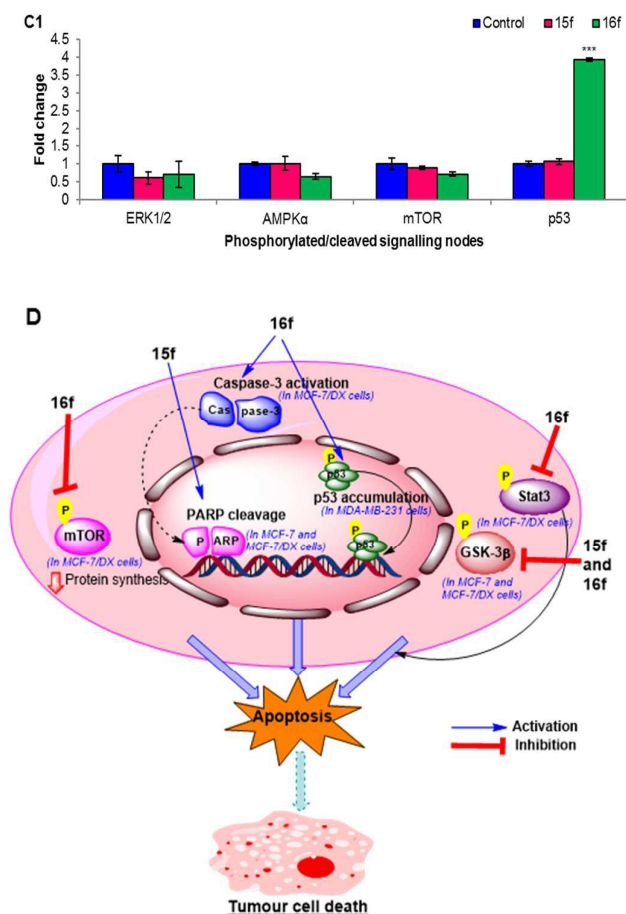 C1
Control 15f 16f
Fold change
4.5
4
3.5
3
2.5
2
1.5
1
0.5
0
***
ERK1/2 AMPKα mTOR p53
Phosphorylated/cleaved signalling nodes
D
16f
15f
Caspase-3 activation
(In MCF-7/DX cells)
Cas pase-3
16f
P
mTOR
(In MCF-7/DX cells)
Protein synthesis
P
p53
p53 accumulation
(In MDA-MB-231 cells)
PARP cleavage
P ARP
(In MCF-7 and
MCF-7/DX cells)
P
p53
16f
P
Stat3
(In MCF-7/DX cells)
P
GSK-3β
(In MCF-7 and
MCF-7/DX cells)
15f
and
16f
Apoptosis
Activation
Inhibition
Tumour cell death